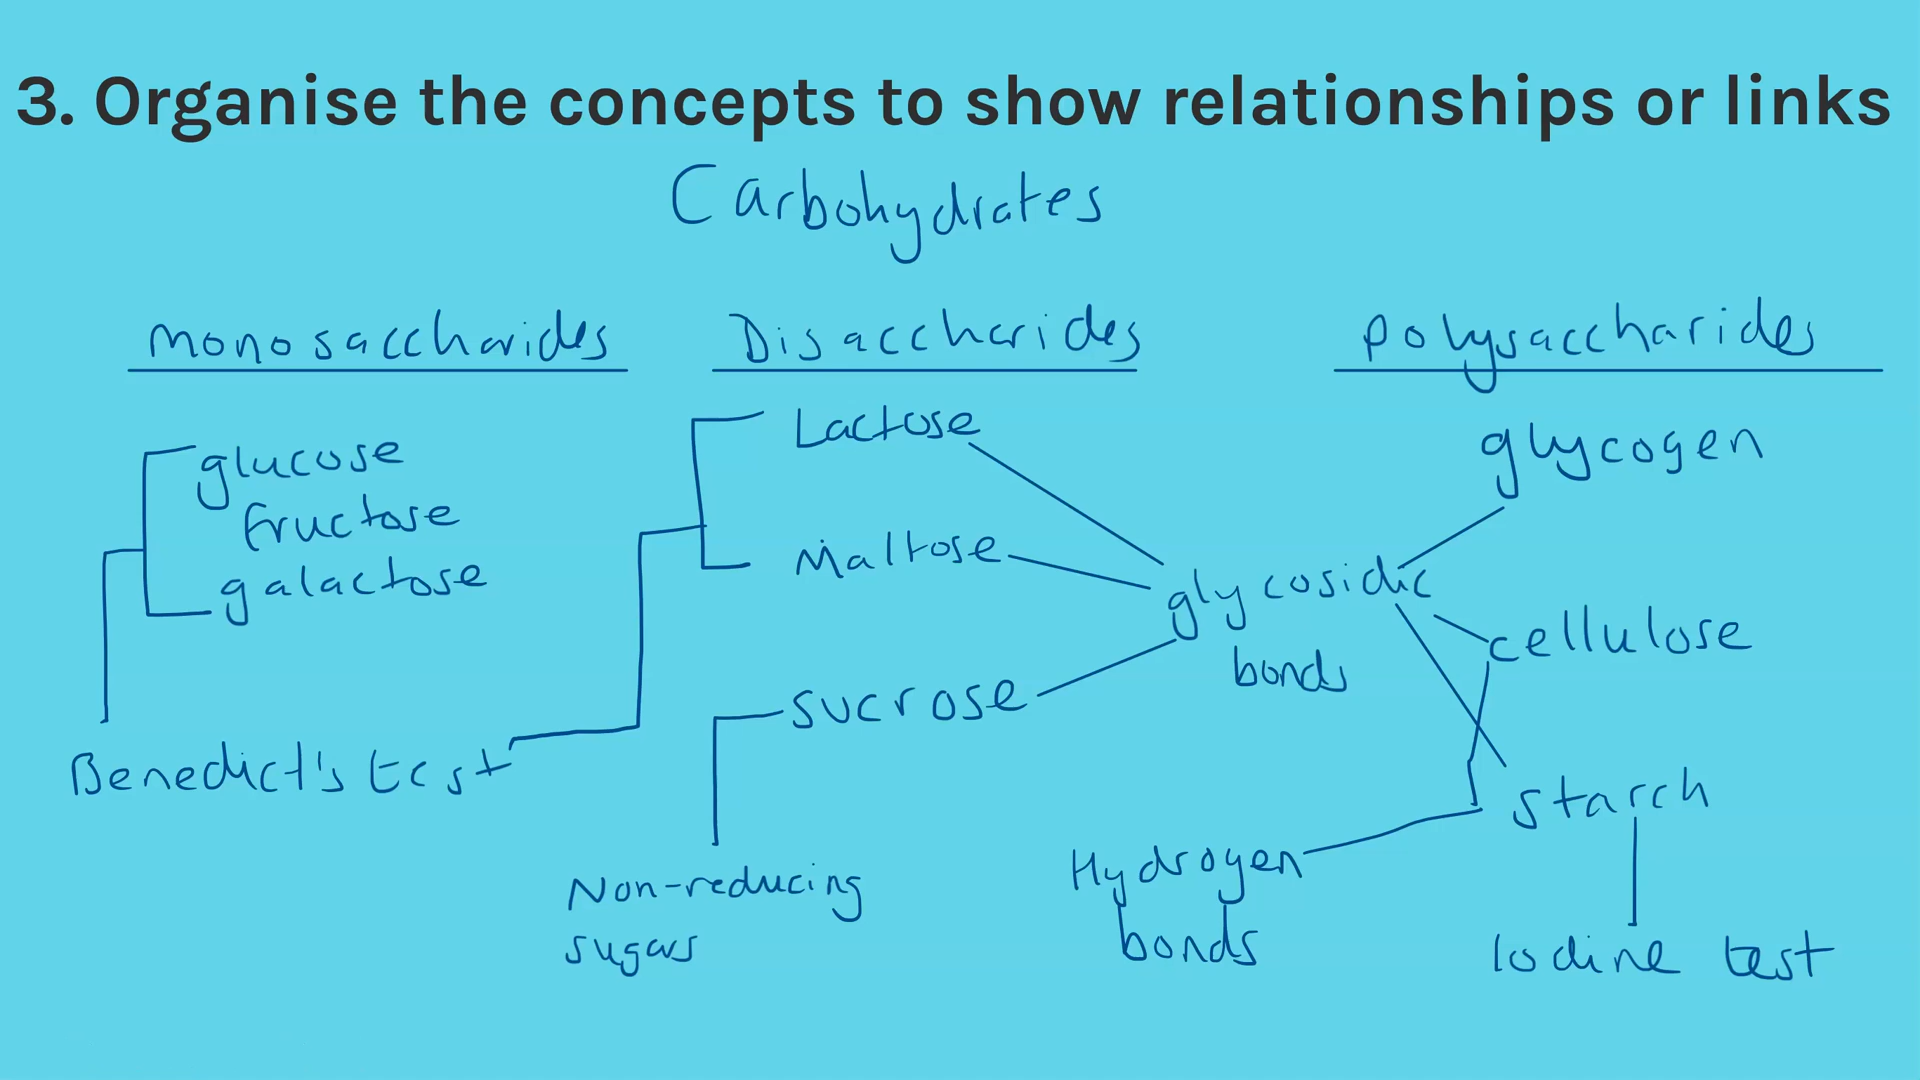 3. Organise the concepts to show relationships or links
Carbohydrates
Monosaccharides
Disaccharides
polysaccharides
glucose
fructose
galactose
Lactose
Maltose
sucrose
glycosidic
bonds
glycogen
cellulose
starch
Benedict's test
Non-reducing
sugars
Hydrogen
bonds
Iodine test